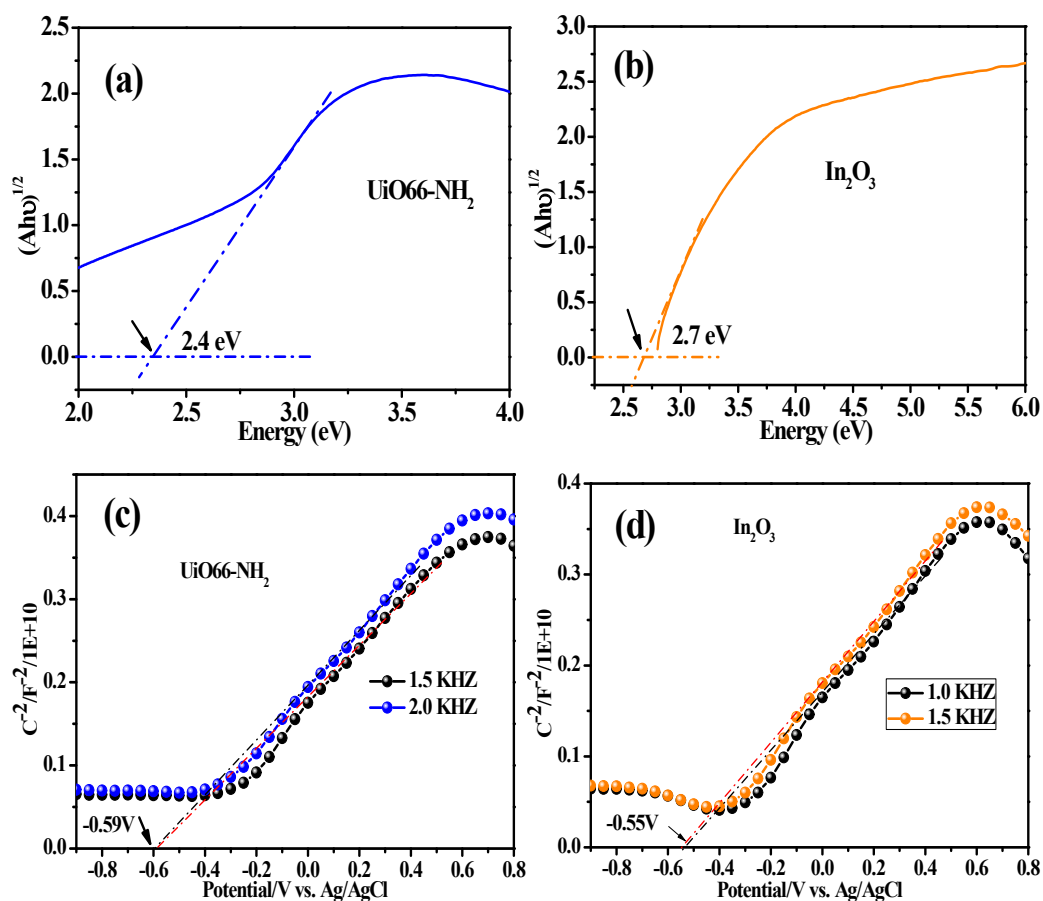 (a)
(Ahυ)^1/2
2.5
2.0
1.5
1.0
0.5
0.0
UiO66-NH₂
2.4 eV
2.0 2.5 3.0 3.5 4.0
Energy (eV)
(b)
(Ahυ)^1/2
3.0
2.5
2.0
1.5
1.0
0.5
0.0
In₂O₃
2.7 eV
2.5 3.0 3.5 4.0 4.5 5.0 5.5 6.0
Energy (eV)
(c)
C⁻²/F⁻²/1E+10
0.4
0.3
0.2
0.1
0.0
UiO66-NH₂
1.5 KHZ
2.0 KHZ
-0.59V
-0.8 -0.6 -0.4 -0.2 0.0 0.2 0.4 0.6 0.8
Potential/V vs. Ag/AgCl
(d)
C⁻²/F⁻²/1E+10
0.4
0.3
0.2
0.1
0.0
In₂O₃
1.0 KHZ
1.5 KHZ
-0.55V
-0.8 -0.6 -0.4 -0.2 0.0 0.2 0.4 0.6 0.8
Potential/V vs. Ag/AgCl